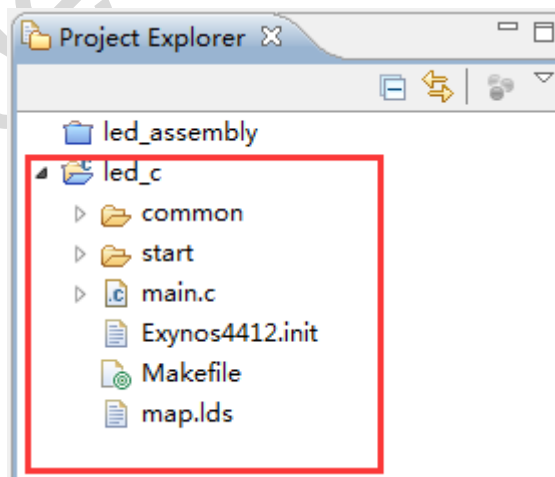 Project Explorer
led_assembly
led_c
common
start
main.c
Exynos4412.init
Makefile
map.lds